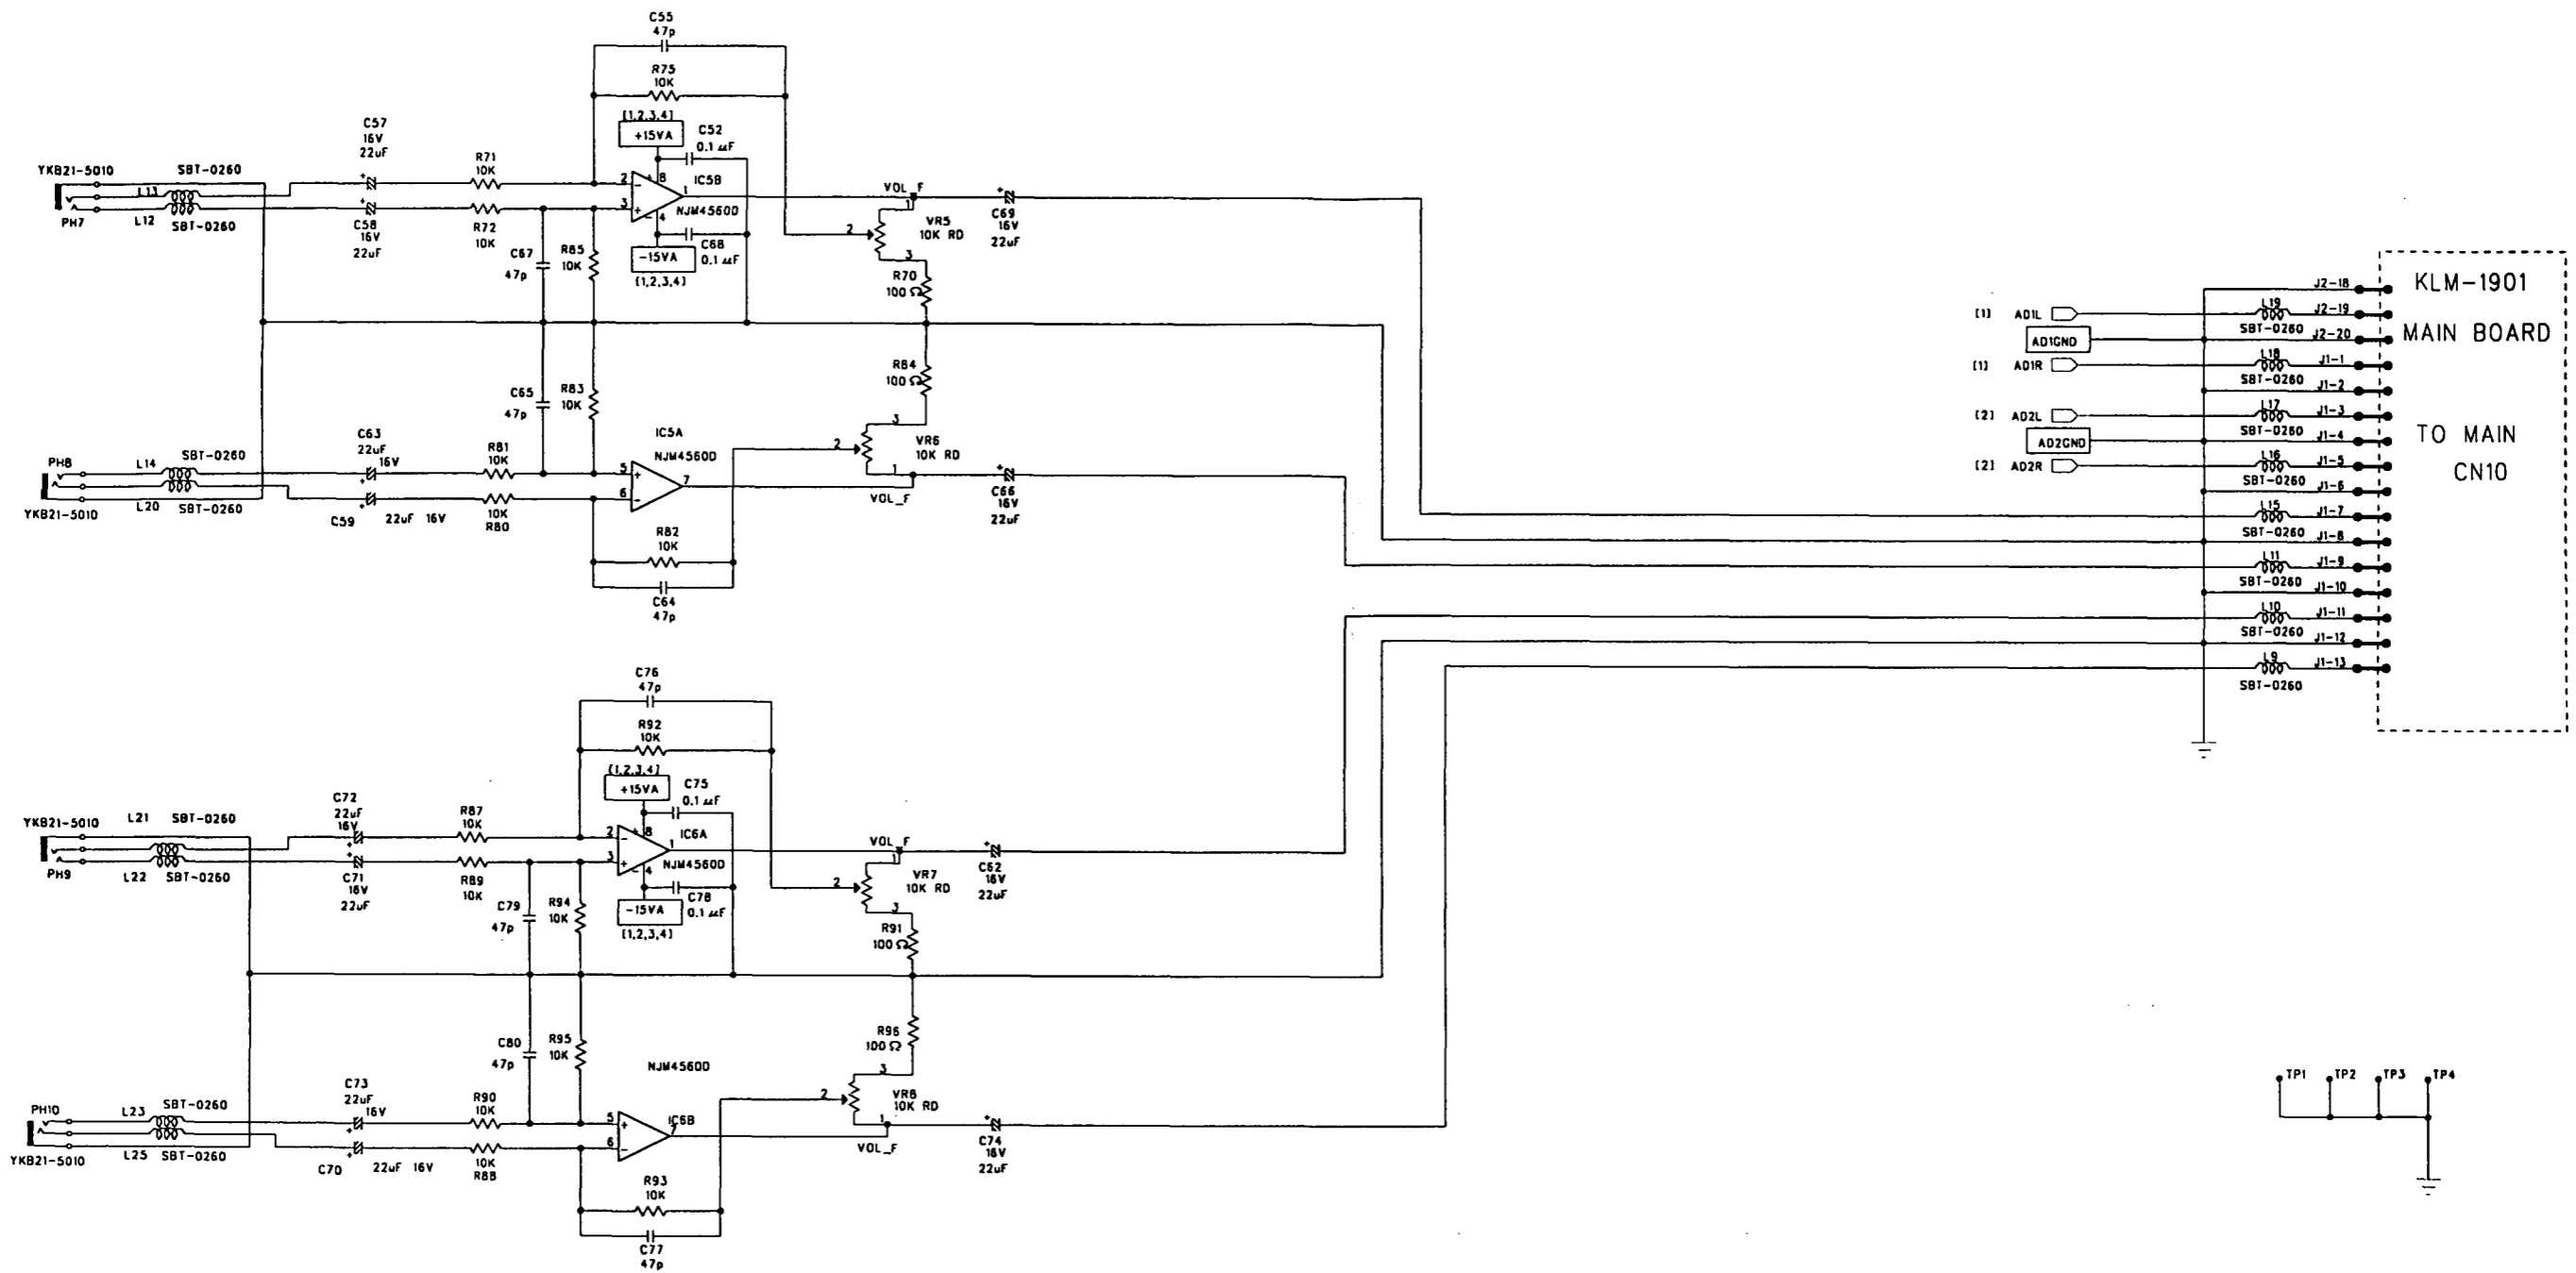 C55
47p
R75
10K
[1,2,3,4]
+15VA
C52
0.1 µF
C57
16V
22uF
R71
10K
YKB21-5010
SBT-0260
L13
PH7
L12
SBT-0260
C58
16V
22uF
R72
10K
2
3
8
4
1
IC5B
NJM4560D
C67
47p
R85
10K
-15VA
[1,2,3,4]
C68
0.1 µF
VOL_F
1
2
3
VR5
10K RD
C69
16V
22uF
R70
100Ω
R84
100Ω
C65
47p
R83
10K
PH8
L14
SBT-0260
YKB21-5010
L20
SBT-0260
C63
22uF
16V
R81
10K
C59
22uF 16V
10K
R80
IC5A
NJM4560D
5
6
7
3
2
1
VR6
10K RD
VOL_F
C66
16V
22uF
R82
10K
C64
47p
KLM-1901
MAIN BOARD
TO MAIN
CN10
J2-18
[1] AD1L
L19
J2-19
SBT-0260
AD1GND
J2-20
[1] AD1R
L18
J1-1
SBT-0260
J1-2
[2] AD2L
L17
J1-3
SBT-0260
AD2GND
J1-4
[2] AD2R
L16
J1-5
SBT-0260
J1-6
L15
J1-7
SBT-0260
J1-8
L11
J1-9
SBT-0260
J1-10
L10
J1-11
SBT-0260
J1-12
L9
J1-13
SBT-0260
C76
47p
R92
10K
[1,2,3,4]
+15VA
C75
0.1 µF
C72
22uF
16V
R87
10K
YKB21-5010
L21
SBT-0260
PH9
L22
SBT-0260
C71
16V
22uF
R89
10K
2
3
8
4
1
IC6A
NJM4560D
C79
47p
R94
10K
-15VA
[1,2,3,4]
C78
0.1 µF
VOL_F
1
2
3
VR7
10K RD
C62
16V
22uF
R91
100Ω
R96
100Ω
C80
47p
R95
10K
NJM4560D
PH10
L23
SBT-0260
YKB21-5010
L25
SBT-0260
C73
22uF
16V
R90
10K
C70
22uF 16V
10K
R88
5
6
7
IC6B
3
2
1
VR8
10K RD
VOL_F
C74
16V
22uF
R93
10K
C77
47p
TP1
TP2
TP3
TP4